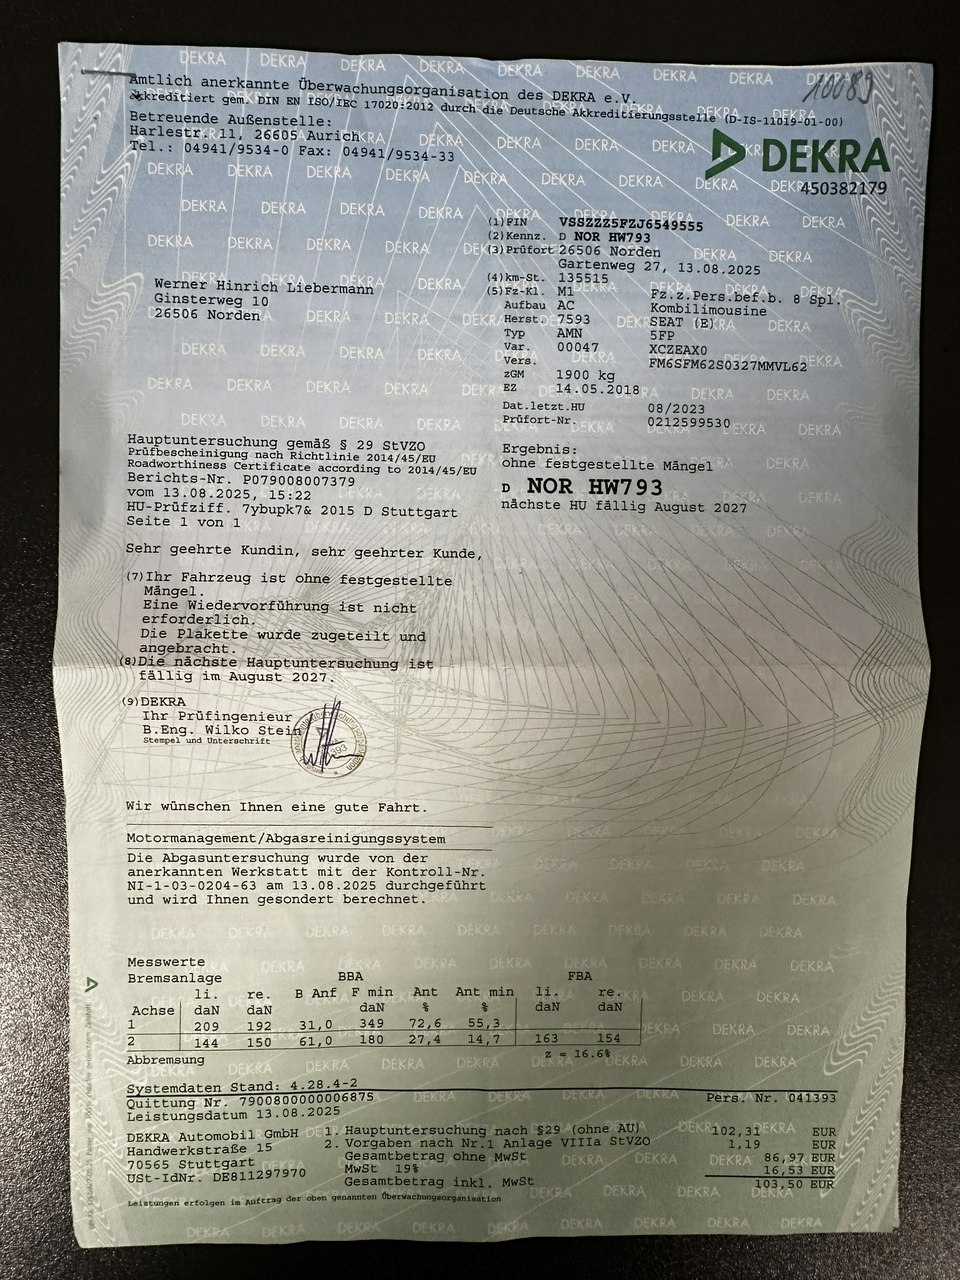 10089
Amtlich anerkannte Überwachungsorganisation des DEKRA e.V.
Akkreditiert gem. DIN EN ISO/IEC 17020:2012 durch die Deutsche Akkreditierungsstelle (D-IS-11019-01-00)
Betreuende Außenstelle:
Harlestr. 11, 26605 Aurich
Tel.: 04941/9534-0 Fax: 04941/9534-33
DEKRA
450382179
Werner Hinrich Liebermann
Ginsterweg 10
26506 Norden
(1) FIN VSSZZZ5FZJ6549555
(2) Kennz. D NOR HW793
(3) Prüfort 26506 Norden
Gartenweg 27, 13.08.2025
(4) km-St. 135515
(5) Fz-Kl. M1 Fz.z.Pers.bef.b. 8 Spl.
Aufbau AC Kombilimousine
Herst. 7593 SEAT (E)
Typ AMN 5FP
Var. 00047 XCZEAX0
Vers. FM6SFM62S0327MMVL62
zGM 1900 kg
EZ 14.05.2018
Dat.letzt.HU 08/2023
Prüfort-Nr. 0212599530
Hauptuntersuchung gemäß § 29 StVZO
Prüfbescheinigung nach Richtlinie 2014/45/EU
Roadworthiness Certificate according to 2014/45/EU
Berichts-Nr. P079008007379
vom 13.08.2025, 15:22
HU-Prüfziff. 7ybupk7& 2015 D Stuttgart
Seite 1 von 1
Ergebnis:
ohne festgestellte Mängel
D NOR HW793
nächste HU fällig August 2027
Sehr geehrte Kundin, sehr geehrter Kunde,
(7) Ihr Fahrzeug ist ohne festgestellte
Mängel.
Eine Wiedervorführung ist nicht
erforderlich.
Die Plakette wurde zugeteilt und
angebracht.
(8) Die nächste Hauptuntersuchung ist
fällig im August 2027.
(9) DEKRA
Ihr Prüfingenieur
B.Eng. Wilko Stein
Stempel und Unterschrift
Wir wünschen Ihnen eine gute Fahrt.
Motormanagement/Abgasreinigungssystem
Die Abgasuntersuchung wurde von der
anerkannten Werkstatt mit der Kontroll-Nr.
NI-1-03-0204-63 am 13.08.2025 durchgeführt
und wird Ihnen gesondert berechnet.
Messwerte
Bremsanlage BBA FBA
li. re. B Anf F min Ant Ant min li. re.
Achse daN daN daN % % daN daN
1 209 192 31,0 349 72,6 55,3
2 144 150 61,0 180 27,4 14,7 163 154
Abbremsung z = 16.6%
Systemdaten Stand: 4.28.4-2
Quittung Nr. 7900800000006875 Pers. Nr. 041393
Leistungsdatum 13.08.2025
DEKRA Automobil GmbH
Handwerkstraße 15
70565 Stuttgart
USt-IdNr. DE811297970
1. Hauptuntersuchung nach §29 (ohne AU) 102,31 EUR
2. Vorgaben nach Nr.1 Anlage VIIIa StVZO 1,19 EUR
Gesamtbetrag ohne MwSt 86,97 EUR
MwSt 19% 16,53 EUR
Gesamtbetrag inkl. MwSt 103,50 EUR
Leistungen erfolgen im Auftrag der oben genannten Überwachungsorganisation